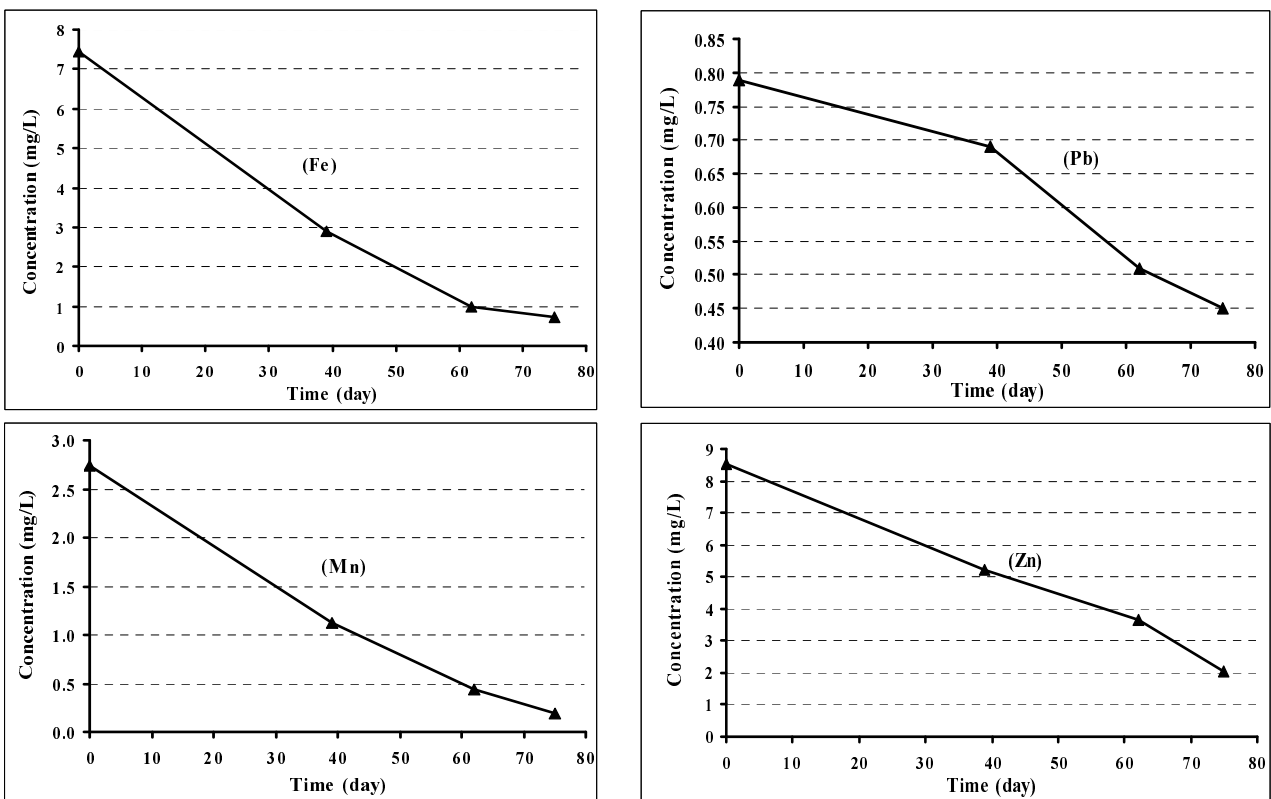 Concentration (mg/L)
8
7
6
5
4
3
2
1
0
(Fe)
0 10 20 30 40 50 60 70 80
Time (day)
Concentration (mg/L)
0.85
0.80
0.75
0.70
0.65
0.60
0.55
0.50
0.45
0.40
(Pb)
0 10 20 30 40 50 60 70 80
Time (day)
Concentration (mg/L)
3.0
2.5
2.0
1.5
1.0
0.5
0.0
(Mn)
0 10 20 30 40 50 60 70 80
Time (day)
Concentration (mg/L)
9
8
7
6
5
4
3
2
1
0
(Zn)
0 10 20 30 40 50 60 70 80
Time (day)